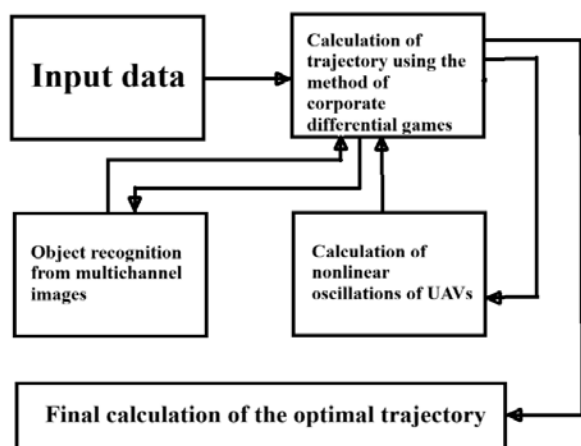 Input data
Calculation of
trajectory using the
method of
corporate
differential games
Object recognition
from multichannel
images
Calculation of
nonlinear
oscillations of UAVs
Final calculation of the optimal trajectory